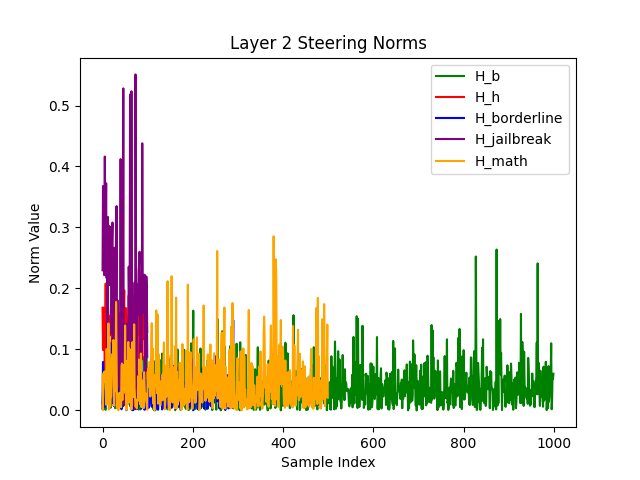 Layer 2 Steering Norms
H_b
H_h
H_borderline
H_jailbreak
H_math
Norm Value
0.5
0.4
0.3
0.2
0.1
0.0
0
200
400
600
800
1000
Sample Index